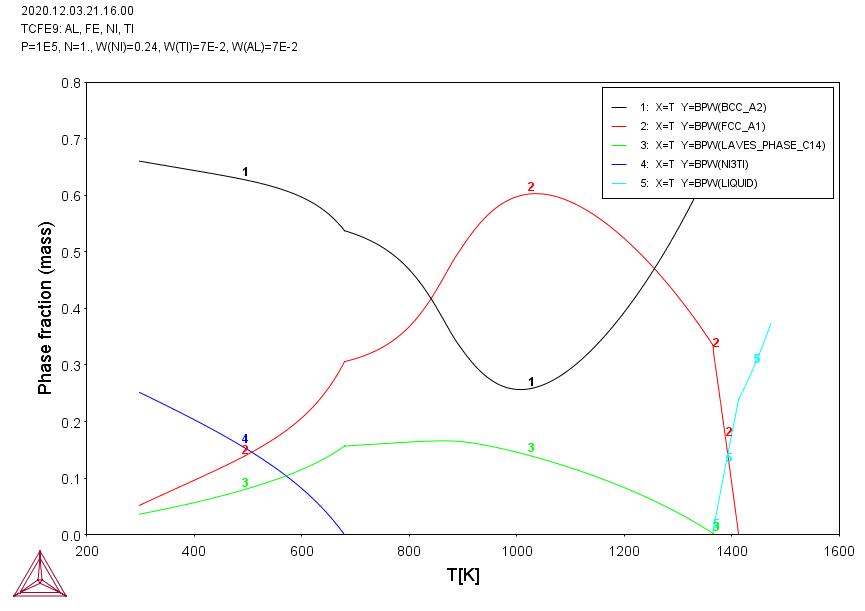 2020.12.03.21.16.00
TCFE9: AL, FE, NI, TI
P=1E5, N=1., W(NI)=0.24, W(TI)=7E-2, W(AL)=7E-2
0.8
0.7
0.6
0.5
0.4
0.3
0.2
0.1
0.0
Phase fraction (mass)
1: X=T Y=BPW(BCC_A2)
2: X=T Y=BPW(FCC_A1)
3: X=T Y=BPW(LAVES_PHASE_C14)
4: X=T Y=BPW(NI3TI)
5: X=T Y=BPW(LIQUID)
1
2
4
2
3
1
3
2
5
2
5
5
3
200 400 600 800 1000 1200 1400 1600
T[K]